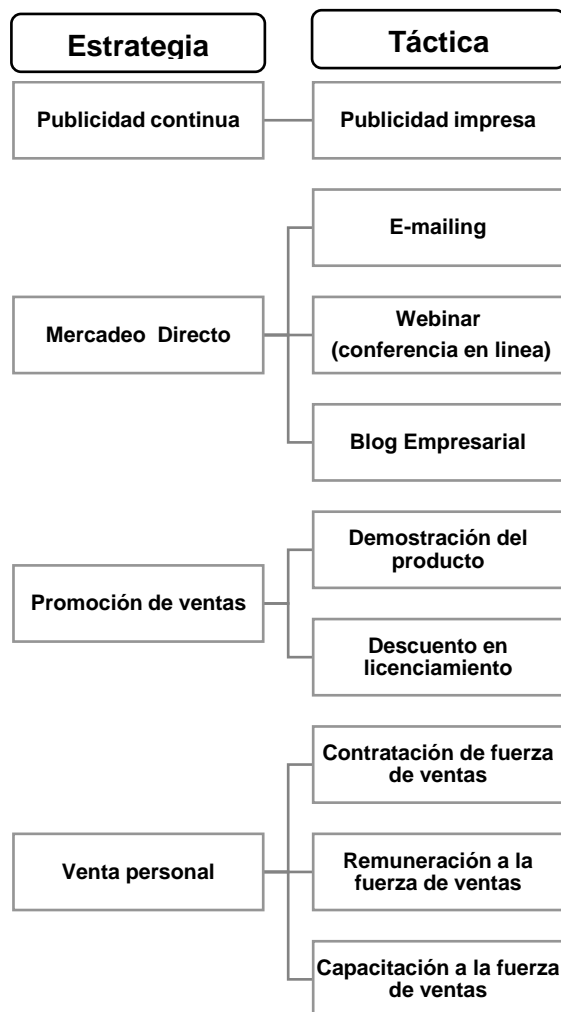 Estrategia
Táctica
Publicidad continua
Publicidad impresa
Mercadeo Directo
E-mailing
Webinar
(conferencia en linea)
Blog Empresarial
Promoción de ventas
Demostración del
producto
Descuento en
licenciamiento
Venta personal
Contratación de fuerza
de ventas
Remuneración a la
fuerza de ventas
Capacitación a la fuerza
de ventas